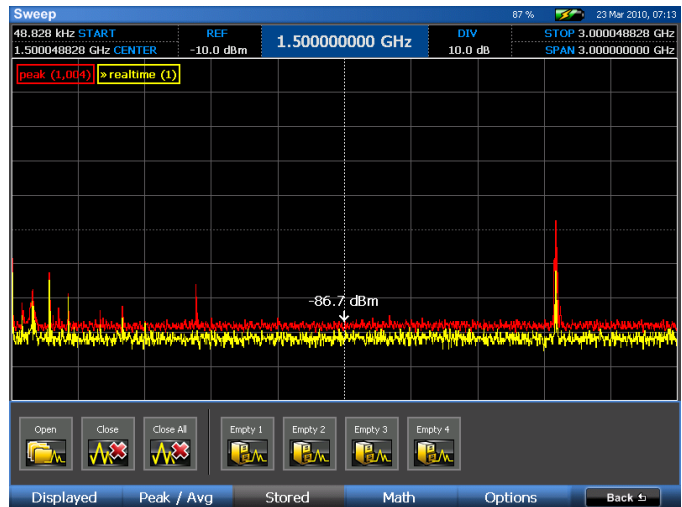 Sweep 87 % 23 Mar 2010, 07:13
48.828 kHz START REF 1.500000000 GHz DIV STOP 3.000048828 GHz
1.500048828 GHz CENTER -10.0 dBm 10.0 dB SPAN 3.000000000 GHz
peak (1,004) » realtime (1)
-86.7 dBm
Open Close Close All Empty 1 Empty 2 Empty 3 Empty 4
Displayed Peak / Avg Stored Math Options Back